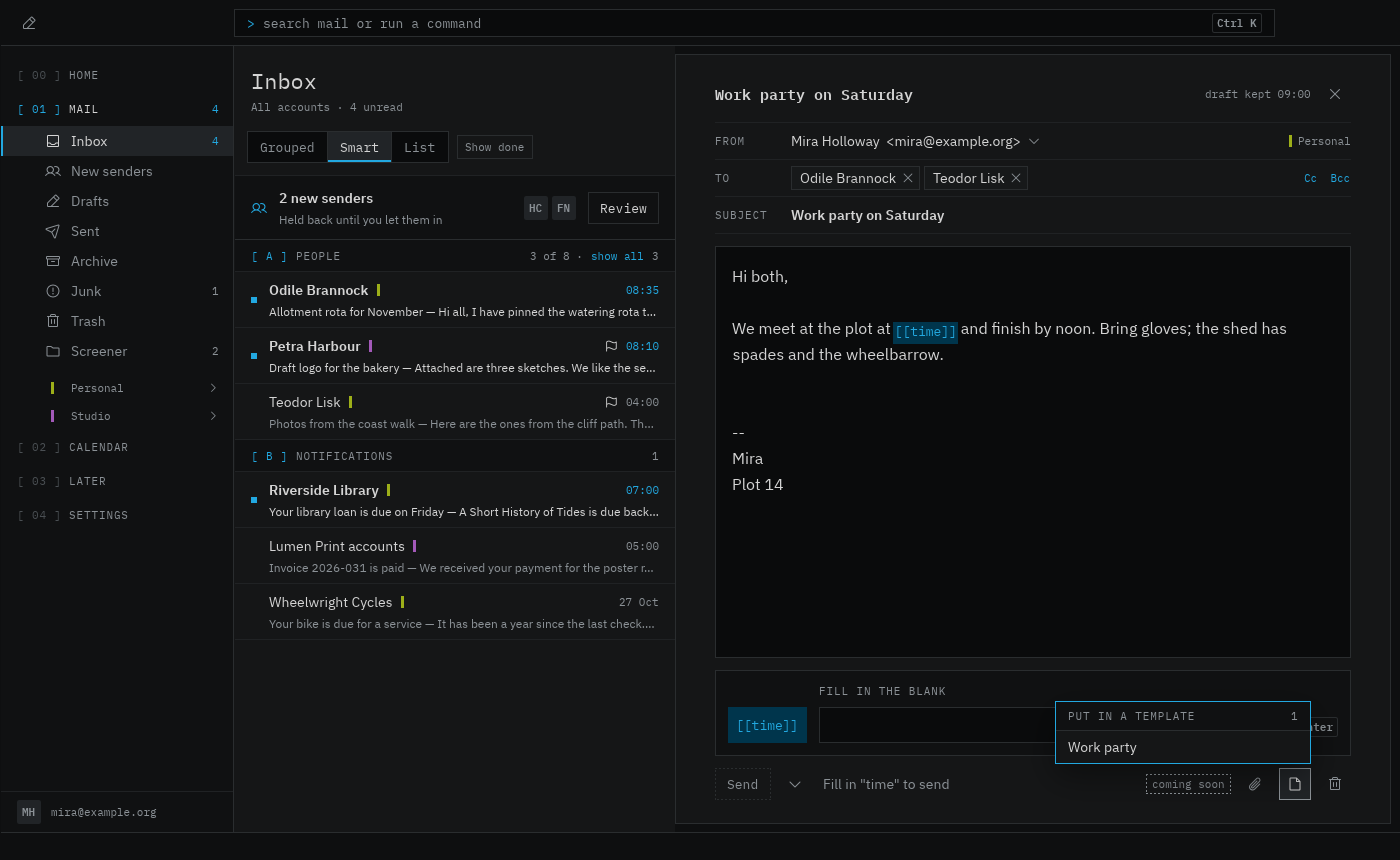 > search mail or run a command
Ctrl K
[ 00 ] HOME
[ 01 ] MAIL 4
Inbox 4
New senders
Drafts
Sent
Archive
Junk 1
Trash
Screener 2
Personal
Studio
[ 02 ] CALENDAR
[ 03 ] LATER
[ 04 ] SETTINGS
MH mira@example.org
Inbox
All accounts · 4 unread
Grouped Smart List Show done
2 new senders
Held back until you let them in
HC FN Review
[ A ] PEOPLE 3 of 8 · show all 3
Odile Brannock 08:35
Allotment rota for November — Hi all, I have pinned the watering rota t…
Petra Harbour 08:10
Draft logo for the bakery — Attached are three sketches. We like the se…
Teodor Lisk 04:00
Photos from the coast walk — Here are the ones from the cliff path. Th…
[ B ] NOTIFICATIONS 1
Riverside Library 07:00
Your library loan is due on Friday — A Short History of Tides is due back…
Lumen Print accounts 05:00
Invoice 2026-031 is paid — We received your payment for the poster r…
Wheelwright Cycles 27 Oct
Your bike is due for a service — It has been a year since the last check.…
Work party on Saturday
draft kept 09:00
FROM Mira Holloway <mira@example.org> Personal
TO Odile Brannock Teodor Lisk Cc Bcc
SUBJECT Work party on Saturday
Hi both,
We meet at the plot at [[time]] and finish by noon. Bring gloves; the shed has
spades and the wheelbarrow.
--
Mira
Plot 14
FILL IN THE BLANK
[[time]]
PUT IN A TEMPLATE 1
Work party
Send Fill in "time" to send coming soon